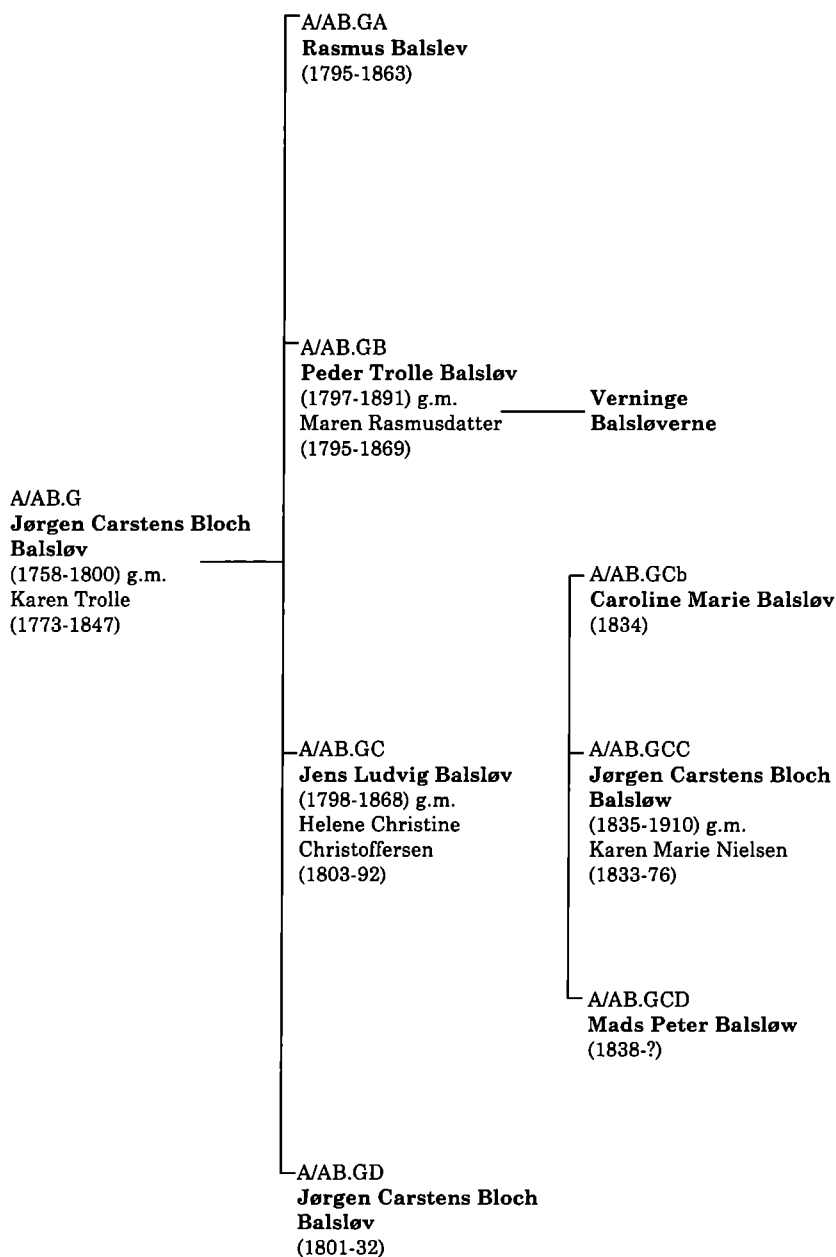 A/AB.GA
Rasmus Balslev
(1795-1863)
A/AB.GB
Peder Trolle Balsløv
(1797-1891) g.m.
Maren Rasmusdatter
(1795-1869)
Verninge
Balsløverne
A/AB.G
Jørgen Carstens Bloch
Balsløv
(1758-1800) g.m.
Karen Trolle
(1773-1847)
A/AB.GCb
Caroline Marie Balsløv
(1834)
A/AB.GC
Jens Ludvig Balsløv
(1798-1868) g.m.
Helene Christine
Christoffersen
(1803-92)
A/AB.GCC
Jørgen Carstens Bloch
Balsløw
(1835-1910) g.m.
Karen Marie Nielsen
(1833-76)
A/AB.GCD
Mads Peter Balsløw
(1838-?)
A/AB.GD
Jørgen Carstens Bloch
Balsløv
(1801-32)